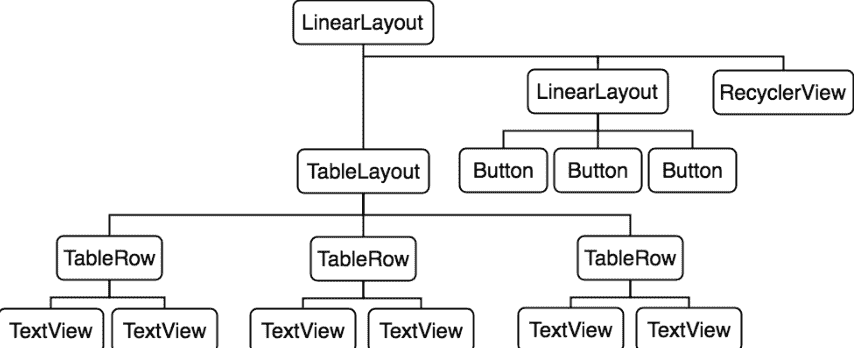 LinearLayout
LinearLayout
RecyclerView
TableLayout
Button
Button
Button
TableRow
TableRow
TableRow
TextView
TextView
TextView
TextView
TextView
TextView